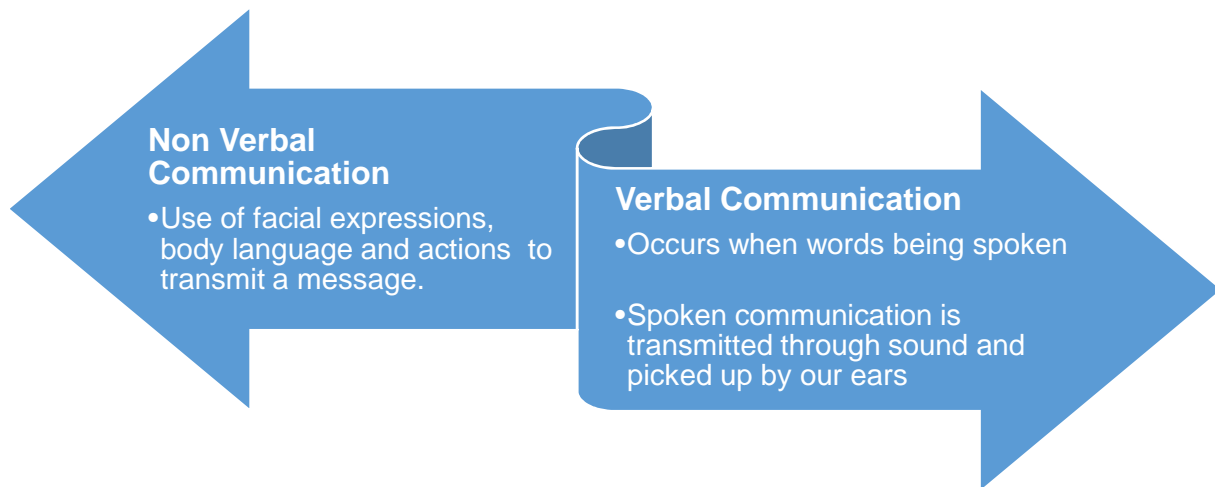 Non Verbal
Communication
•Use of facial expressions,
body language and actions  to
transmit a message.
Verbal Communication
•Occurs when words being spoken
•Spoken communication is
transmitted through sound and
picked up by our ears